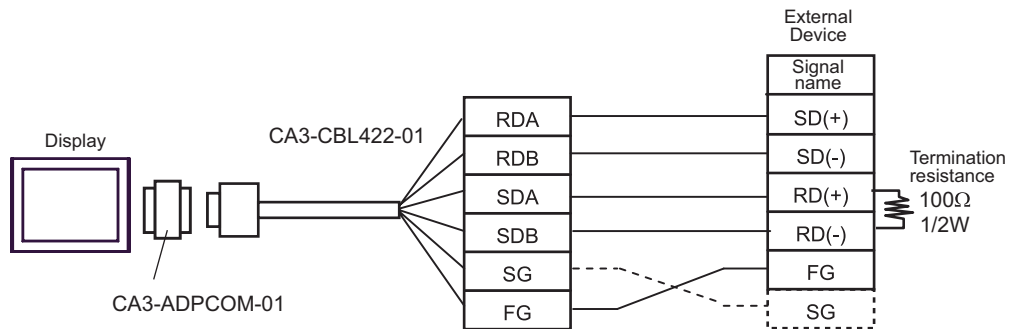 External
Device
Signal
name
CA3-CBL422-01
RDA
SD(+)
Display
RDB
SD(-)
Termination
resistance
SDA
RD(+)
100Ω
1/2W
SDB
RD(-)
SG
FG
CA3-ADPCOM-01
FG
SG